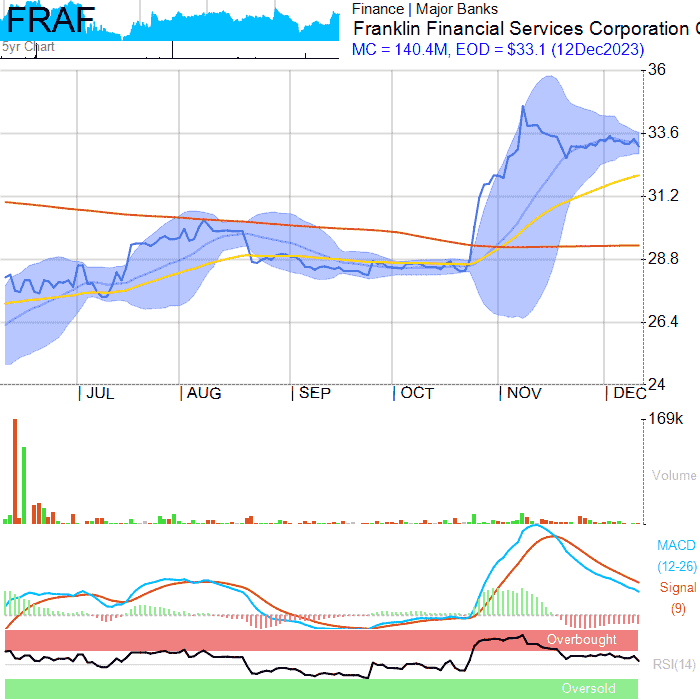 FRAF
5yr Chart
Finance | Major Banks
Franklin Financial Services Corporation
MC = 140.4M, EOD = $33.1 (12Dec2023)
36
33.6
31.2
28.8
26.4
24
| JUL | AUG | SEP | OCT | NOV | DEC
169k
Volume
MACD
(12-26)
Signal
(9)
Overbought
RSI(14)
Oversold